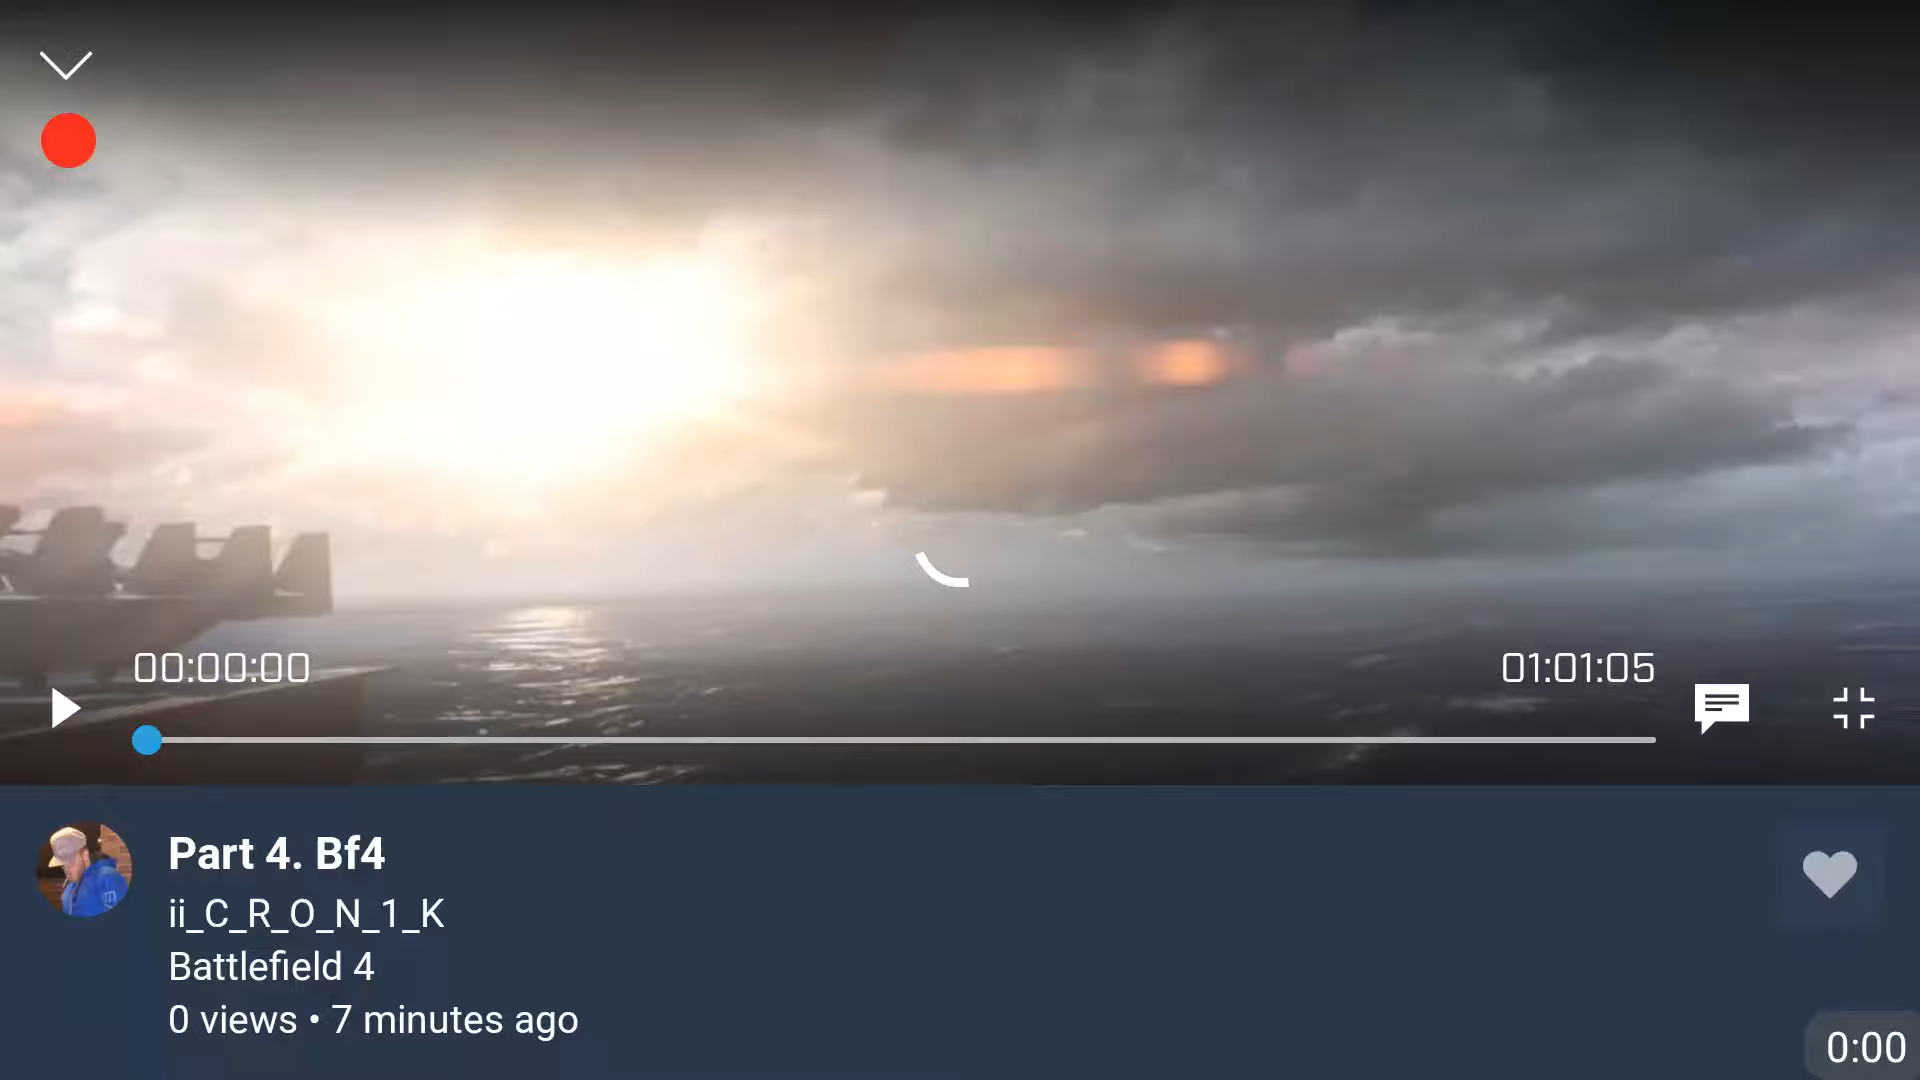 00:00:00
01:01:05
Part 4. Bf4
ii_C_R_O_N_1_K
Battlefield 4
0 views • 7 minutes ago
0:00